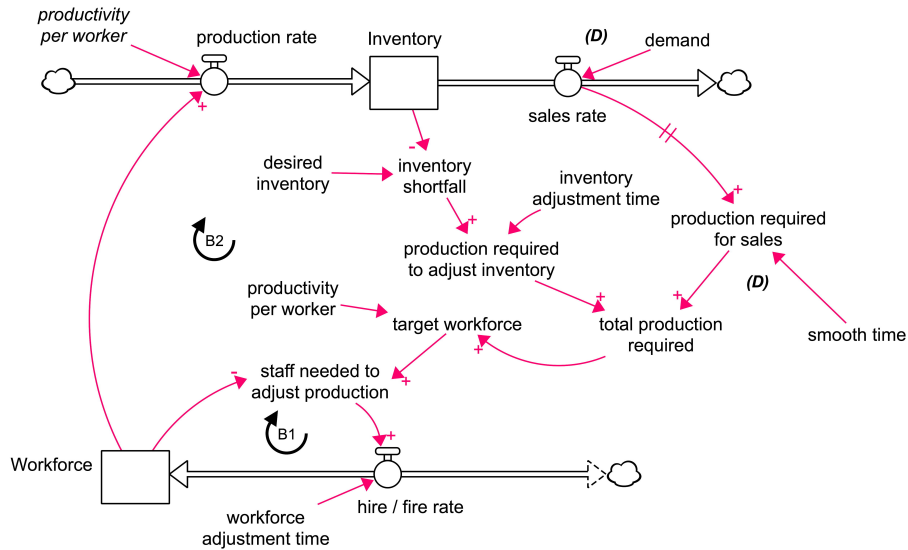 productivity
per worker
production rate
Inventory
(D)
demand
+
sales rate
-
desired
inventory
inventory
shortfall
inventory
adjustment time
+
+
production required
for sales
B2
production required
to adjust inventory
(D)
productivity
per worker
+
+
target workforce
total production
required
smooth time
+
staff needed to
adjust production
-
+
B1
+
Workforce
hire / fire rate
workforce
adjustment time